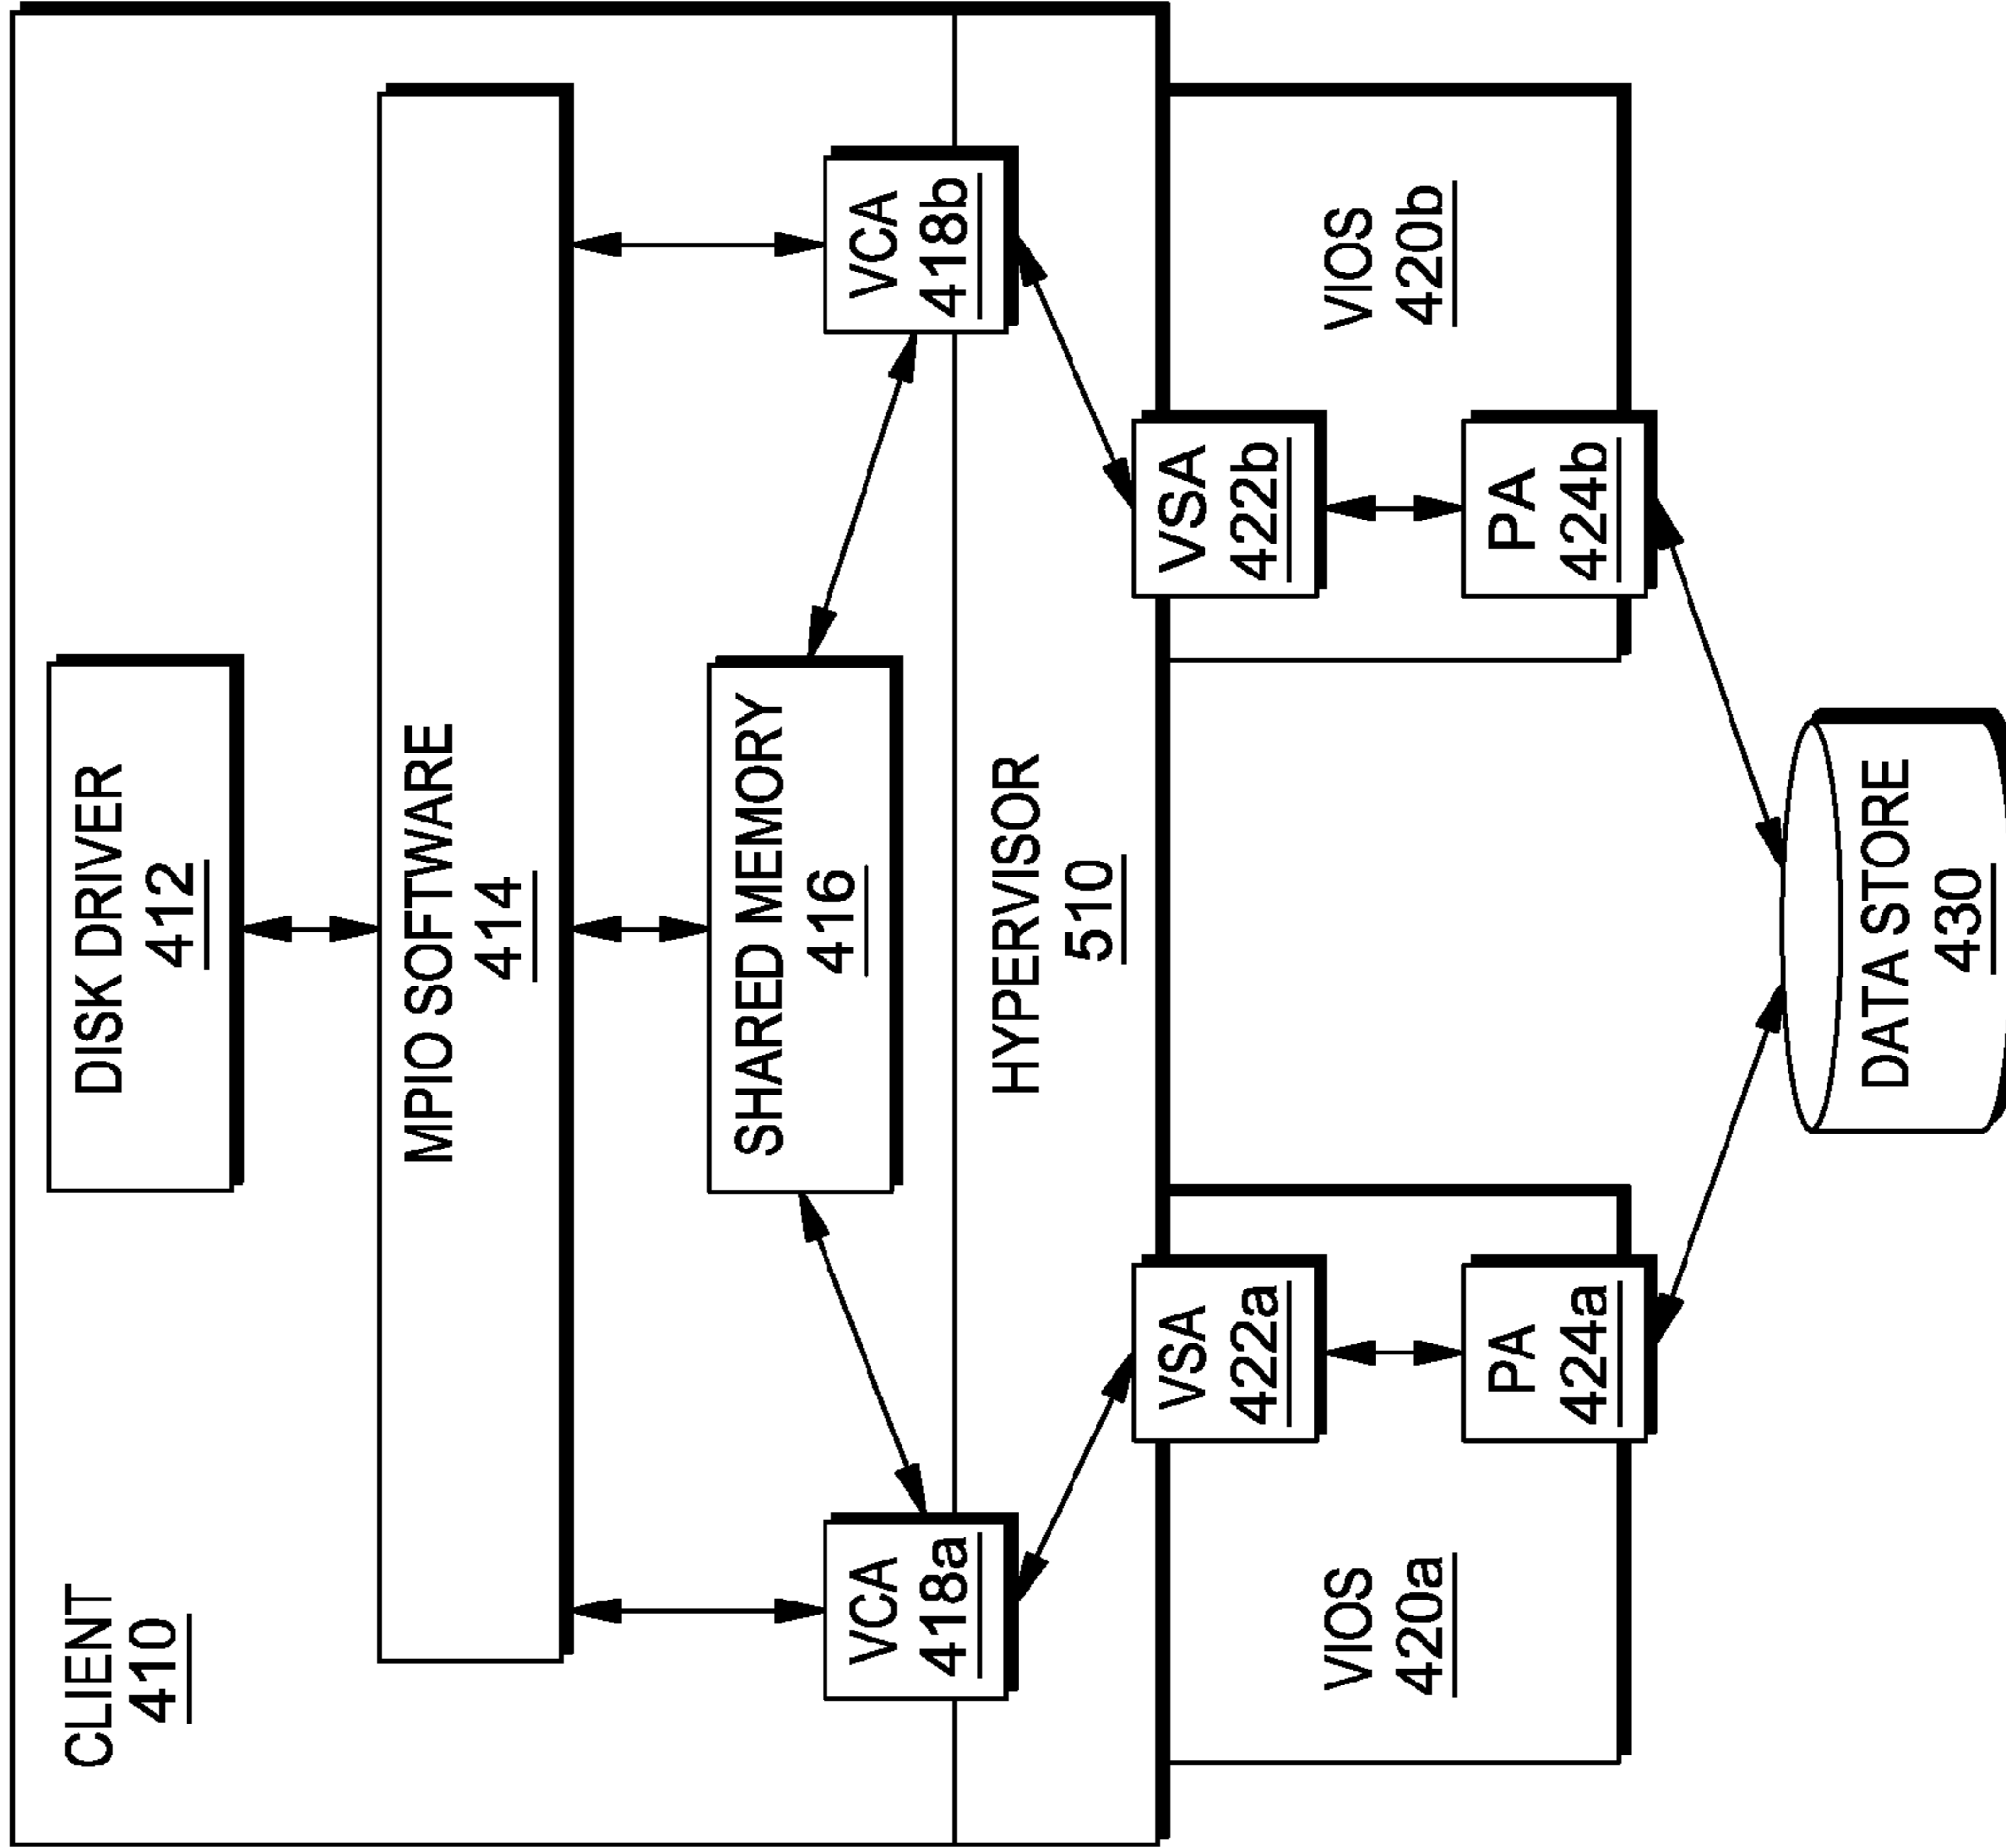 CLIENT
410
DISK DRIVER
412
MPIO SOFTWARE
414
SHARED MEMORY
416
VCA
418a
VCA
418b
HYPERVISOR
510
VSA
422a
VSA
422b
VIOS
420a
VIOS
420b
PA
424a
PA
424b
DATA STORE
430